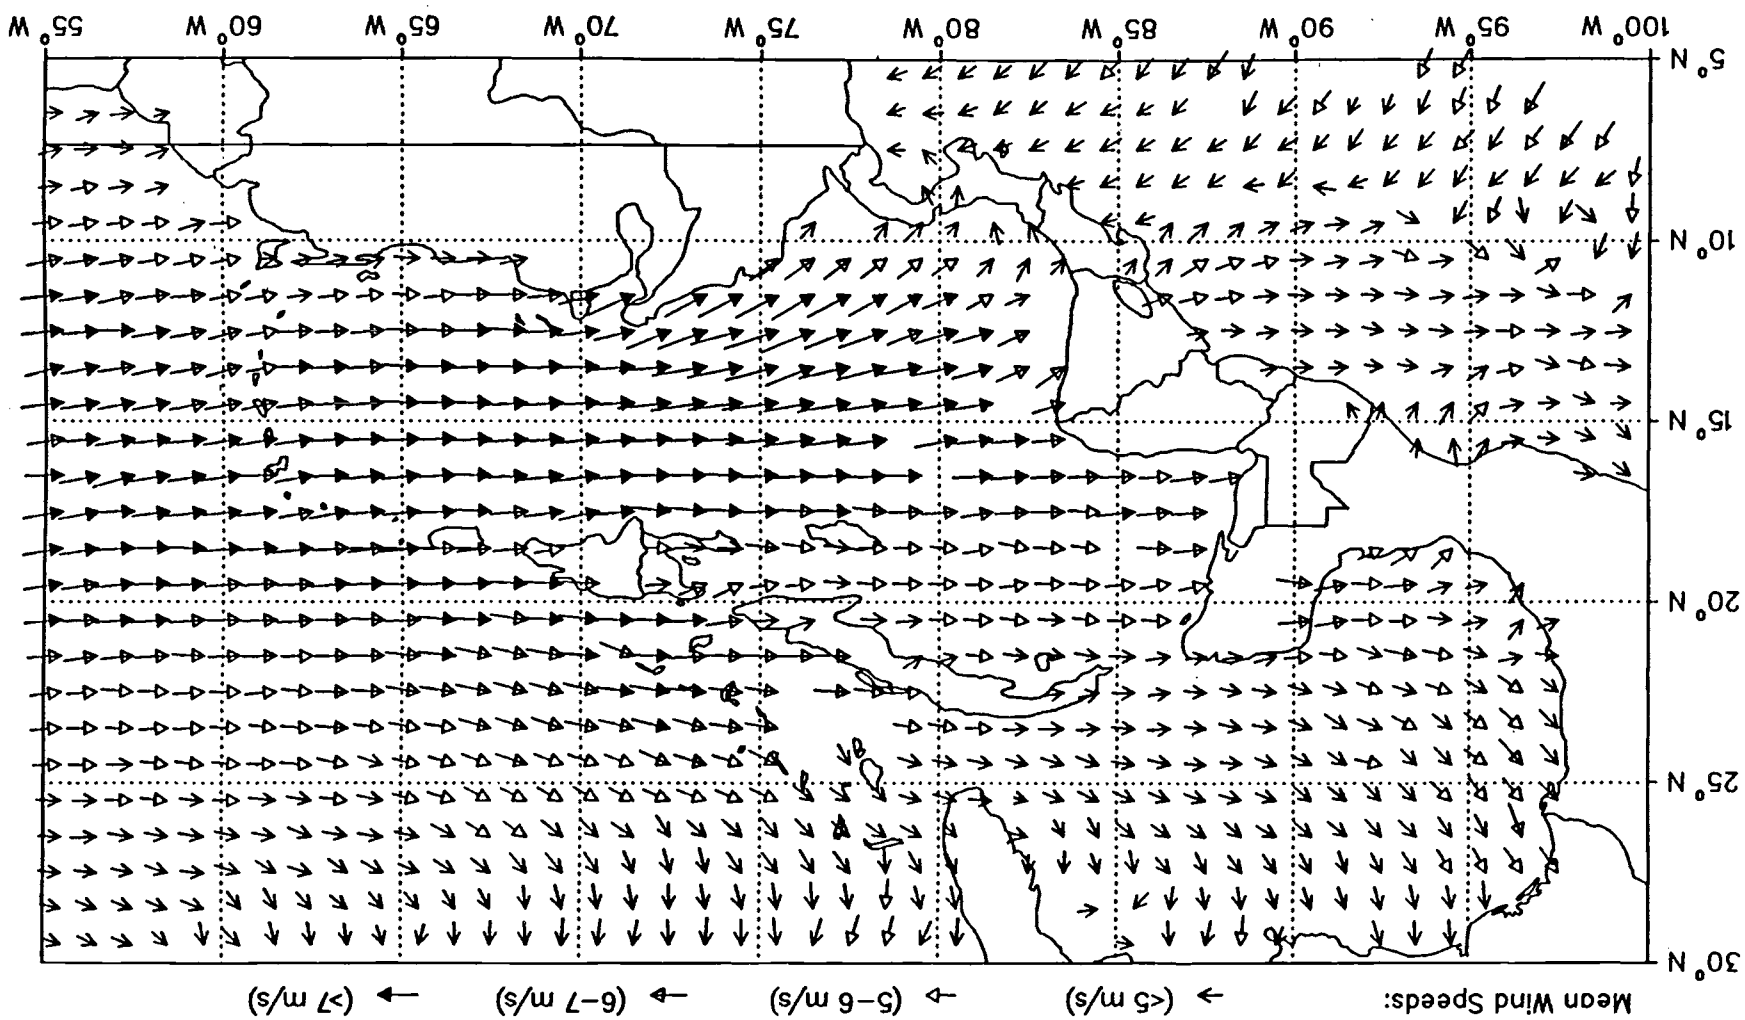 Mean Wind Speeds: (<5 m/s) (5–6 m/s) (6–7 m/s) (>7 m/s)
30° N
25° N
20° N
15° N
10° N
5° N
100° W 95° W 90° W 85° W 80° W 75° W 70° W 65° W 60° W 55° W